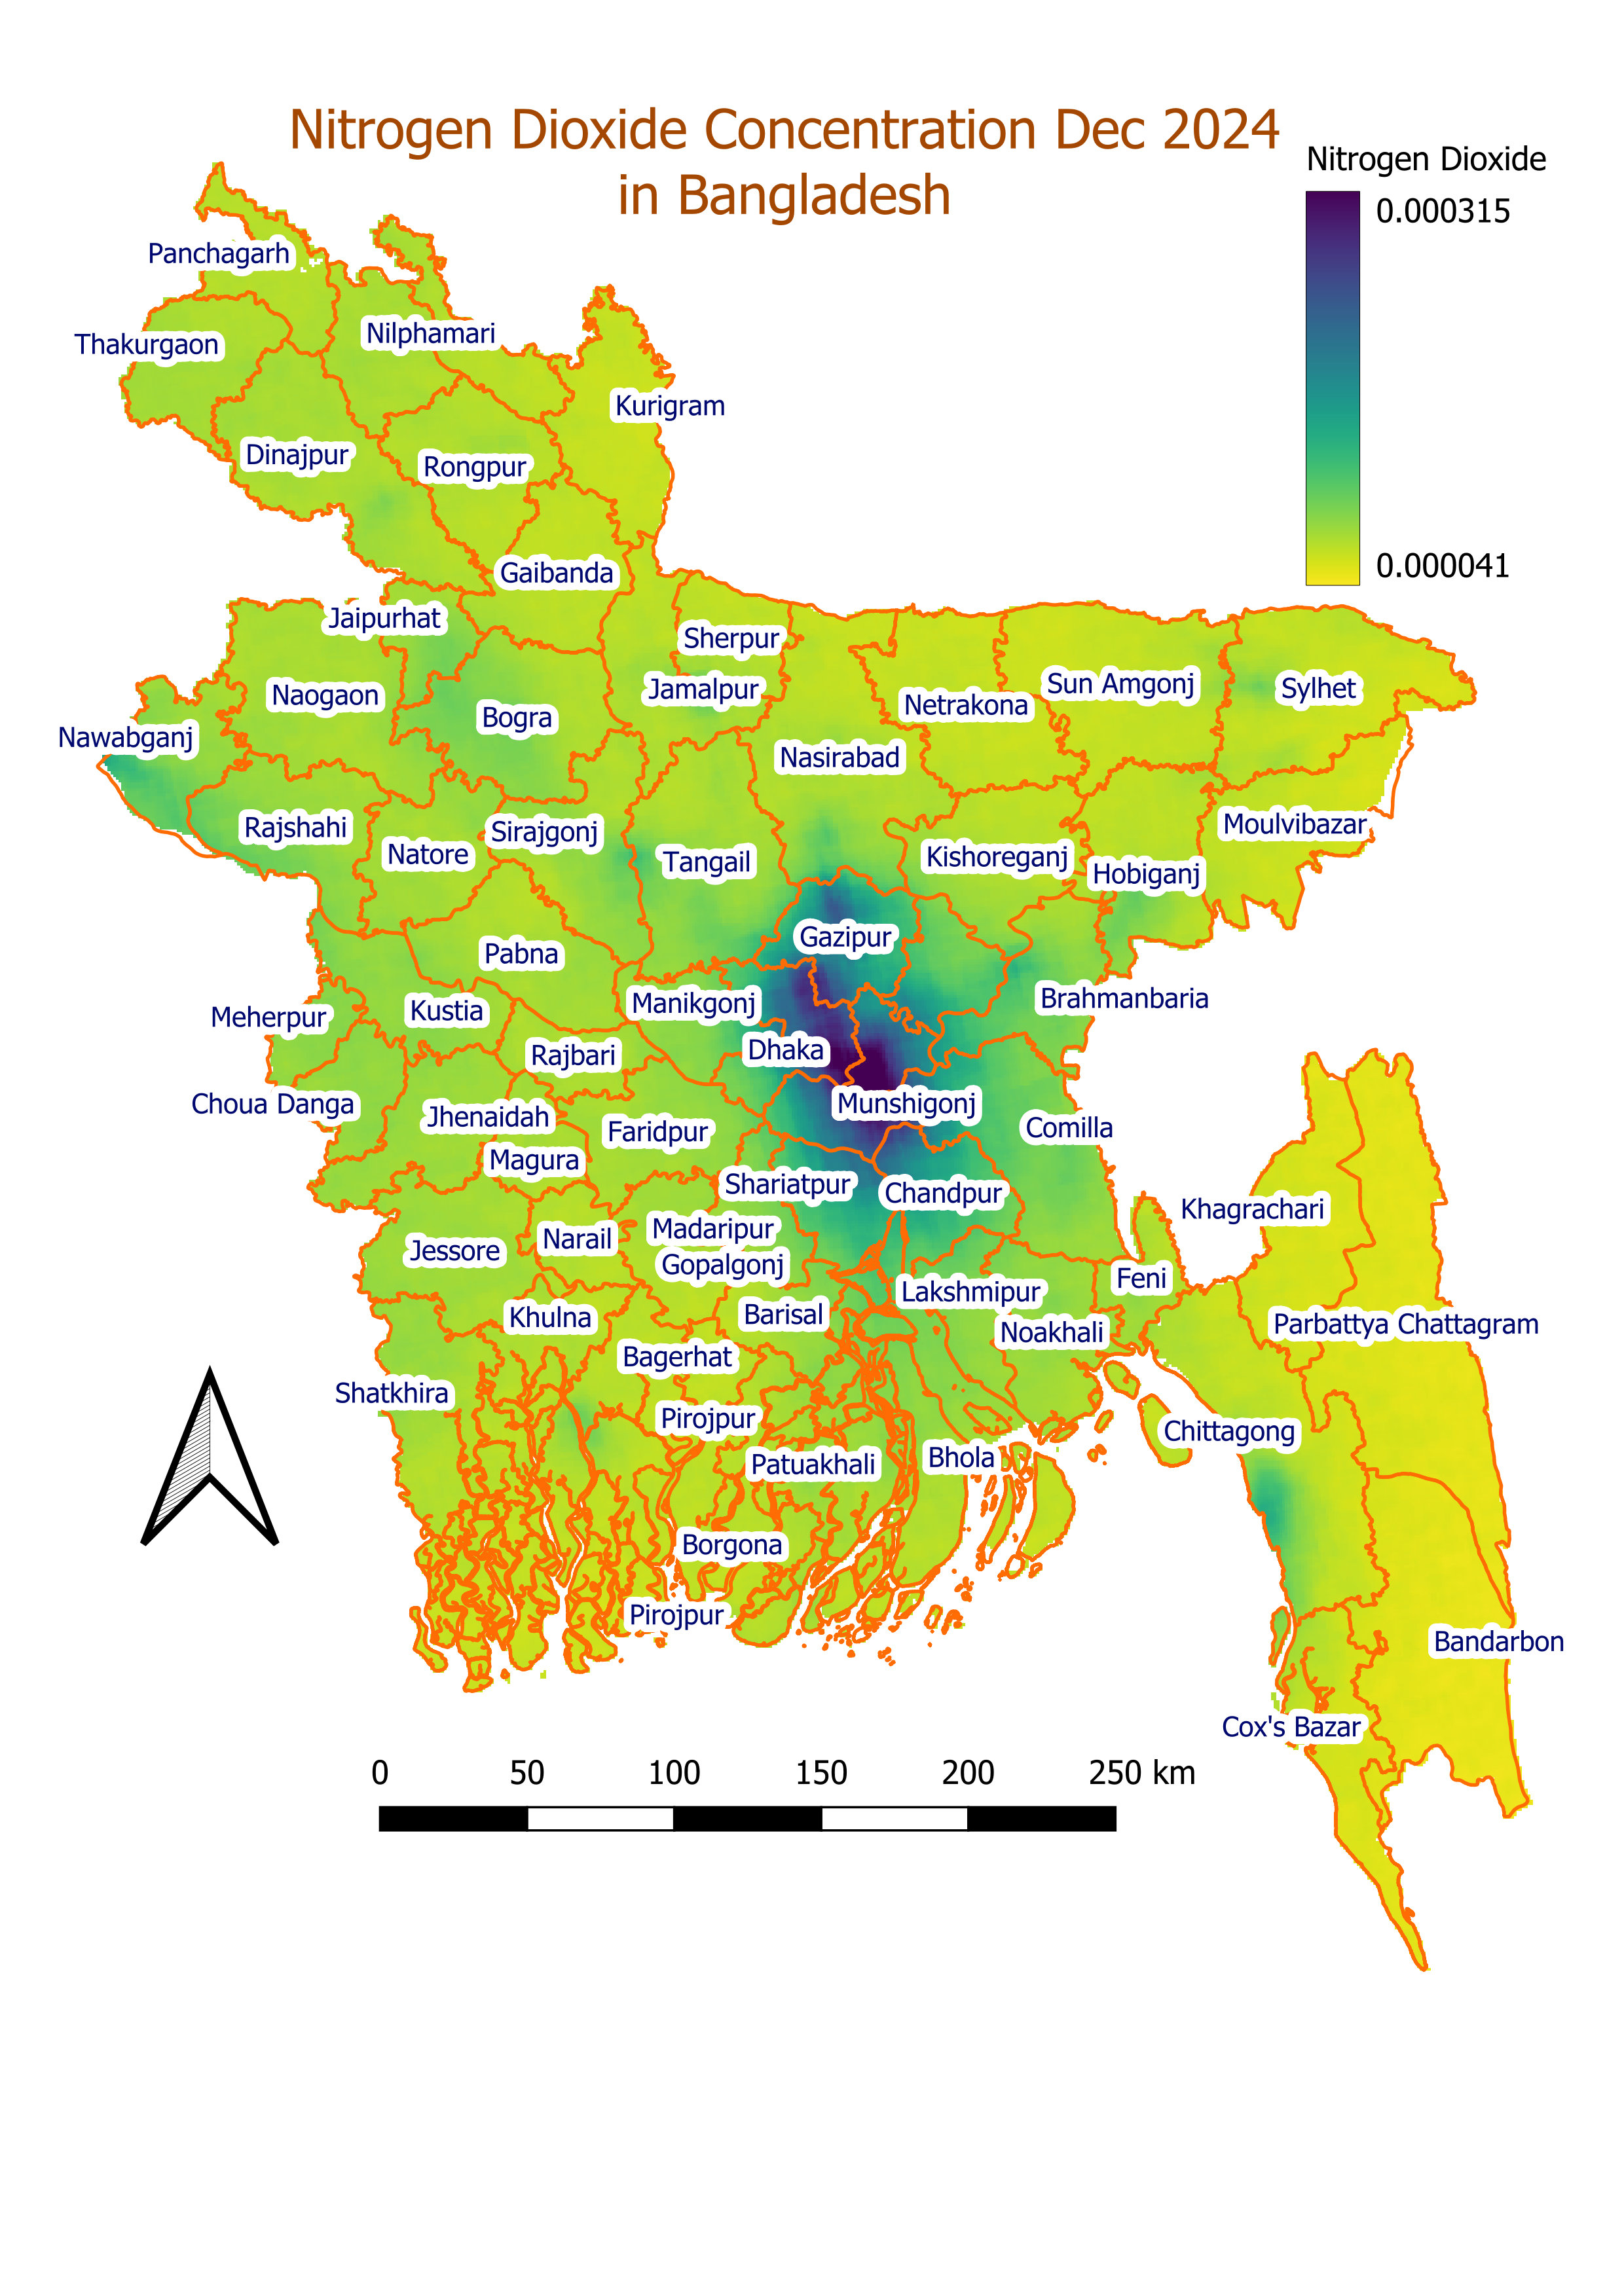 Nitrogen Dioxide Concentration Dec 2024
in Bangladesh
Nitrogen Dioxide
0.000315
0.000041
Panchagarh
Thakurgaon
Nilphamari
Kurigram
Dinajpur
Rongpur
Gaibanda
Jaipurhat
Sherpur
Naogaon
Jamalpur
Sun Amgonj
Sylhet
Netrakona
Bogra
Nawabganj
Nasirabad
Rajshahi
Sirajgonj
Moulvibazar
Natore
Tangail
Kishoreganj
Hobiganj
Gazipur
Pabna
Meherpur
Kustia
Manikgonj
Brahmanbaria
Rajbari
Dhaka
Choua Danga
Jhenaidah
Munshigonj
Faridpur
Comilla
Magura
Shariatpur
Chandpur
Khagrachari
Madaripur
Narail
Jessore
Gopalgonj
Feni
Lakshmipur
Khulna
Barisal
Noakhali
Parbattya Chattagram
Bagerhat
Shatkhira
Pirojpur
Chittagong
Patuakhali
Bhola
Borgona
Pirojpur
Bandarbon
Cox's Bazar
0 50 100 150 200 250 km